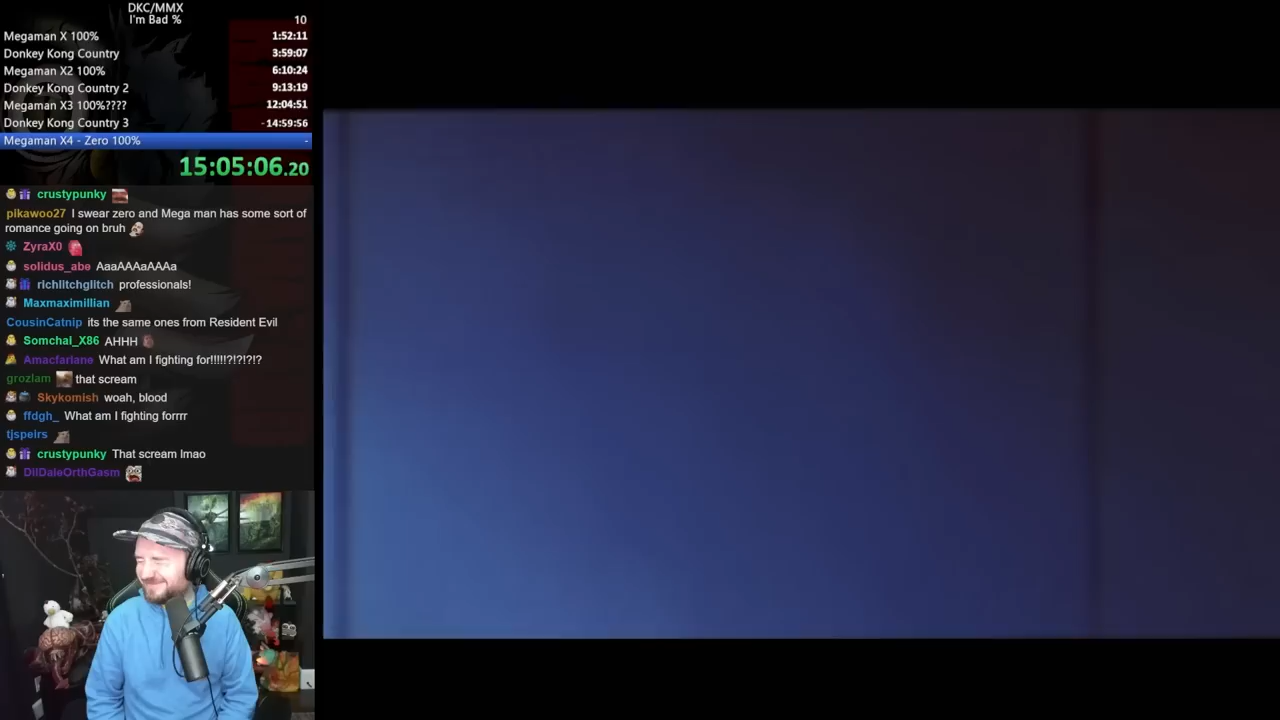 DKC/MMX
I'm Bad %
10
Megaman X 100% 1:52:11
Donkey Kong Country 3:59:07
Megaman X2 100% 6:10:24
Donkey Kong Country 2 9:13:19
Megaman X3 100%???? 12:04:51
Donkey Kong Country 3 - 14:59:56
Megaman X4 - Zero 100% -
15:05:06.20
crustypunky
pikawoo27 I swear zero and Mega man has some sort of
romance going on bruh
ZyraX0
solidus_abe AaaAAAaAAAa
richlitchglitch professionals!
Maxmaximillian
CousinCatnip its the same ones from Resident Evil
Somchai_X86 AHHH
Amacfarlane What am I fighting for!!!!!?!?!?!?
grozlam that scream
Skykomish woah, blood
ffdgh_ What am I fighting forrrr
tjspeirs
crustypunky That scream lmao
DilDaleOrthGasm